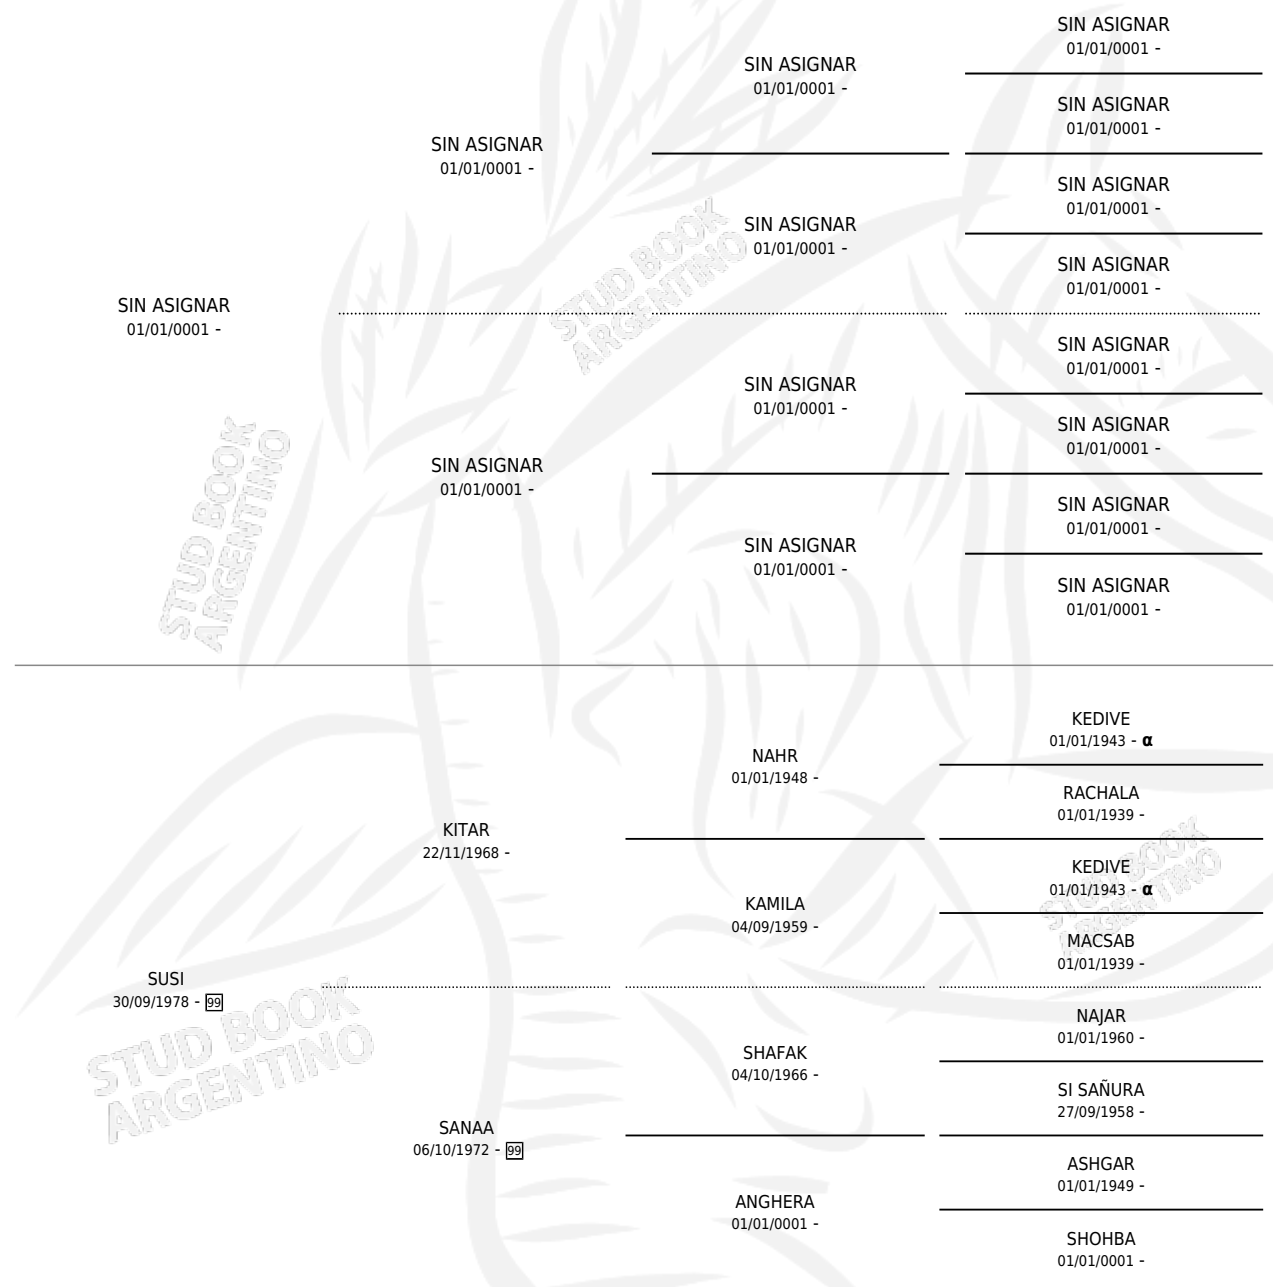 SIN ASIGNAR
01/01/0001 -
SIN ASIGNAR
01/01/0001 -
SIN ASIGNAR
01/01/0001 -
SIN ASIGNAR
01/01/0001 -
SIN ASIGNAR
01/01/0001 -
SIN ASIGNAR
01/01/0001 -
SIN ASIGNAR
01/01/0001 -
SIN ASIGNAR
01/01/0001 -
SIN ASIGNAR
01/01/0001 -
SIN ASIGNAR
01/01/0001 -
SIN ASIGNAR
01/01/0001 -
SIN ASIGNAR
01/01/0001 -
SIN ASIGNAR
01/01/0001 -
SIN ASIGNAR
01/01/0001 -
SIN ASIGNAR
01/01/0001 -
STUD BOOK
ARGENTINO
STUD BOOK
ARGENTINO
KEDIVE
01/01/1943 - α
NAHR
01/01/1948 -
RACHALA
01/01/1939 -
KITAR
22/11/1968 -
KEDIVE
01/01/1943 - α
KAMILA
04/09/1959 -
MACSAB
01/01/1939 -
STUD BOOK
ARGENTINO
SUSI
30/09/1978 - 99
NAJAR
01/01/1960 -
SHAFAK
04/10/1966 -
SI SAÑURA
27/09/1958 -
STUD BOOK
ARGENTINO
SANAA
06/10/1972 - 99
ASHGAR
01/01/1949 -
ANGHERA
01/01/0001 -
SHOHBA
01/01/0001 -